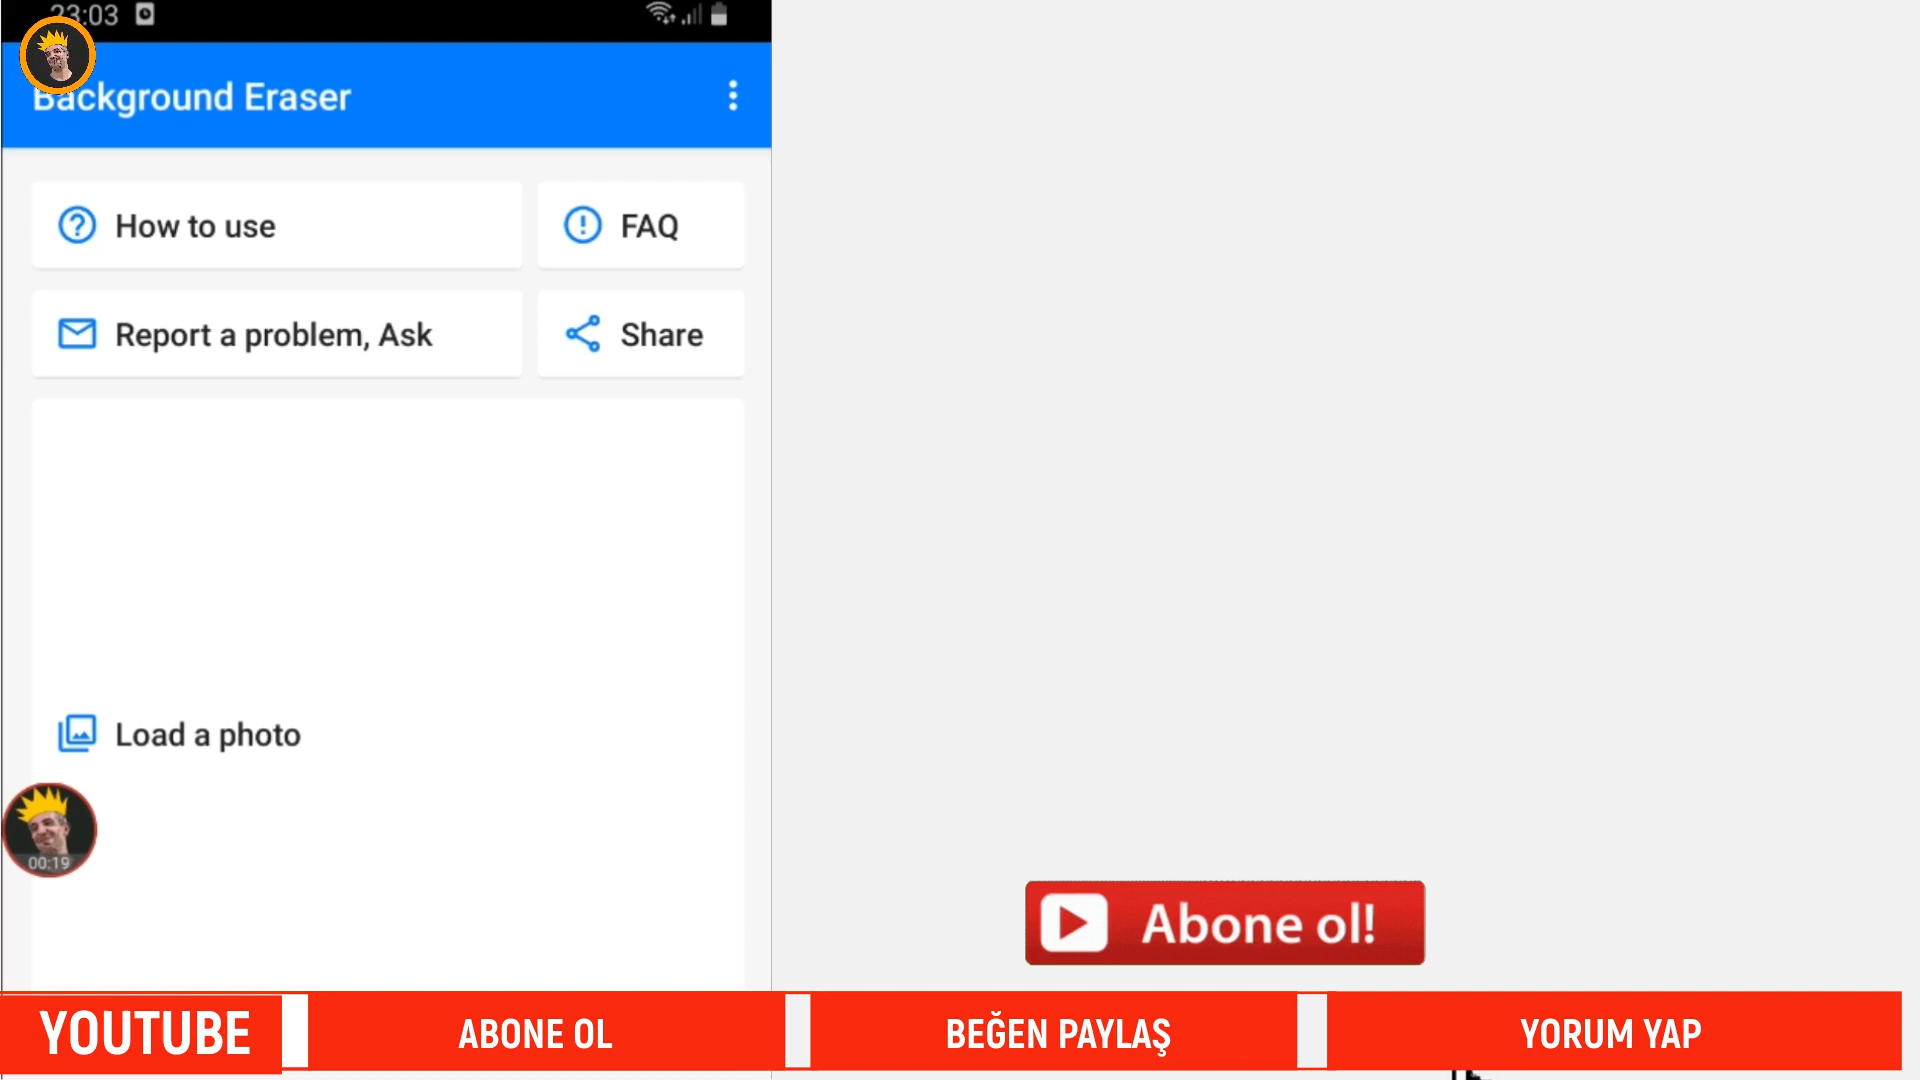 23:03
Background Eraser
How to use
FAQ
Report a problem, Ask
Share
Load a photo
00:19
Abone ol!
YOUTUBE
ABONE OL
BEĞEN PAYLAŞ
YORUM YAP